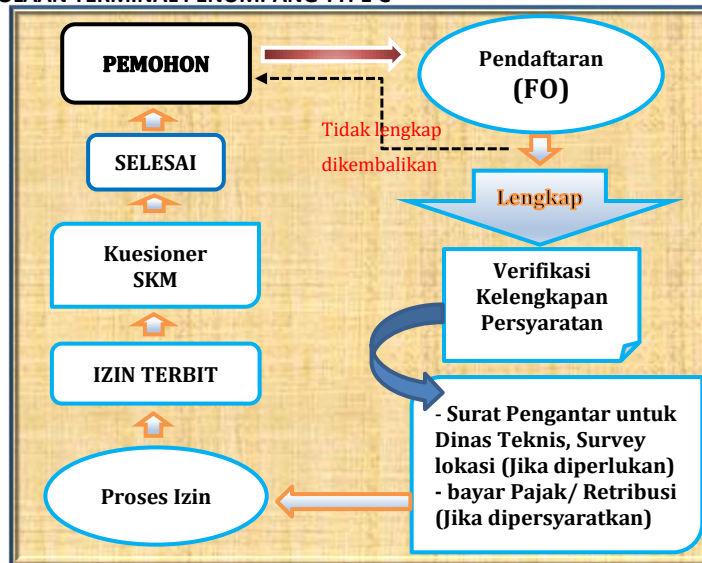 PEMOHON
Pendaftaran
(FO)
Tidak lengkap
dikembalikan
Lengkap
Verifikasi
Kelengkapan
Persyaratan
- Surat Pengantar untuk
Dinas Teknis, Survey
lokasi (Jika diperlukan)
- bayar Pajak/ Retribusi
(Jika dipersyaratkan)
Proses Izin
IZIN TERBIT
Kuesioner
SKM
SELESAI